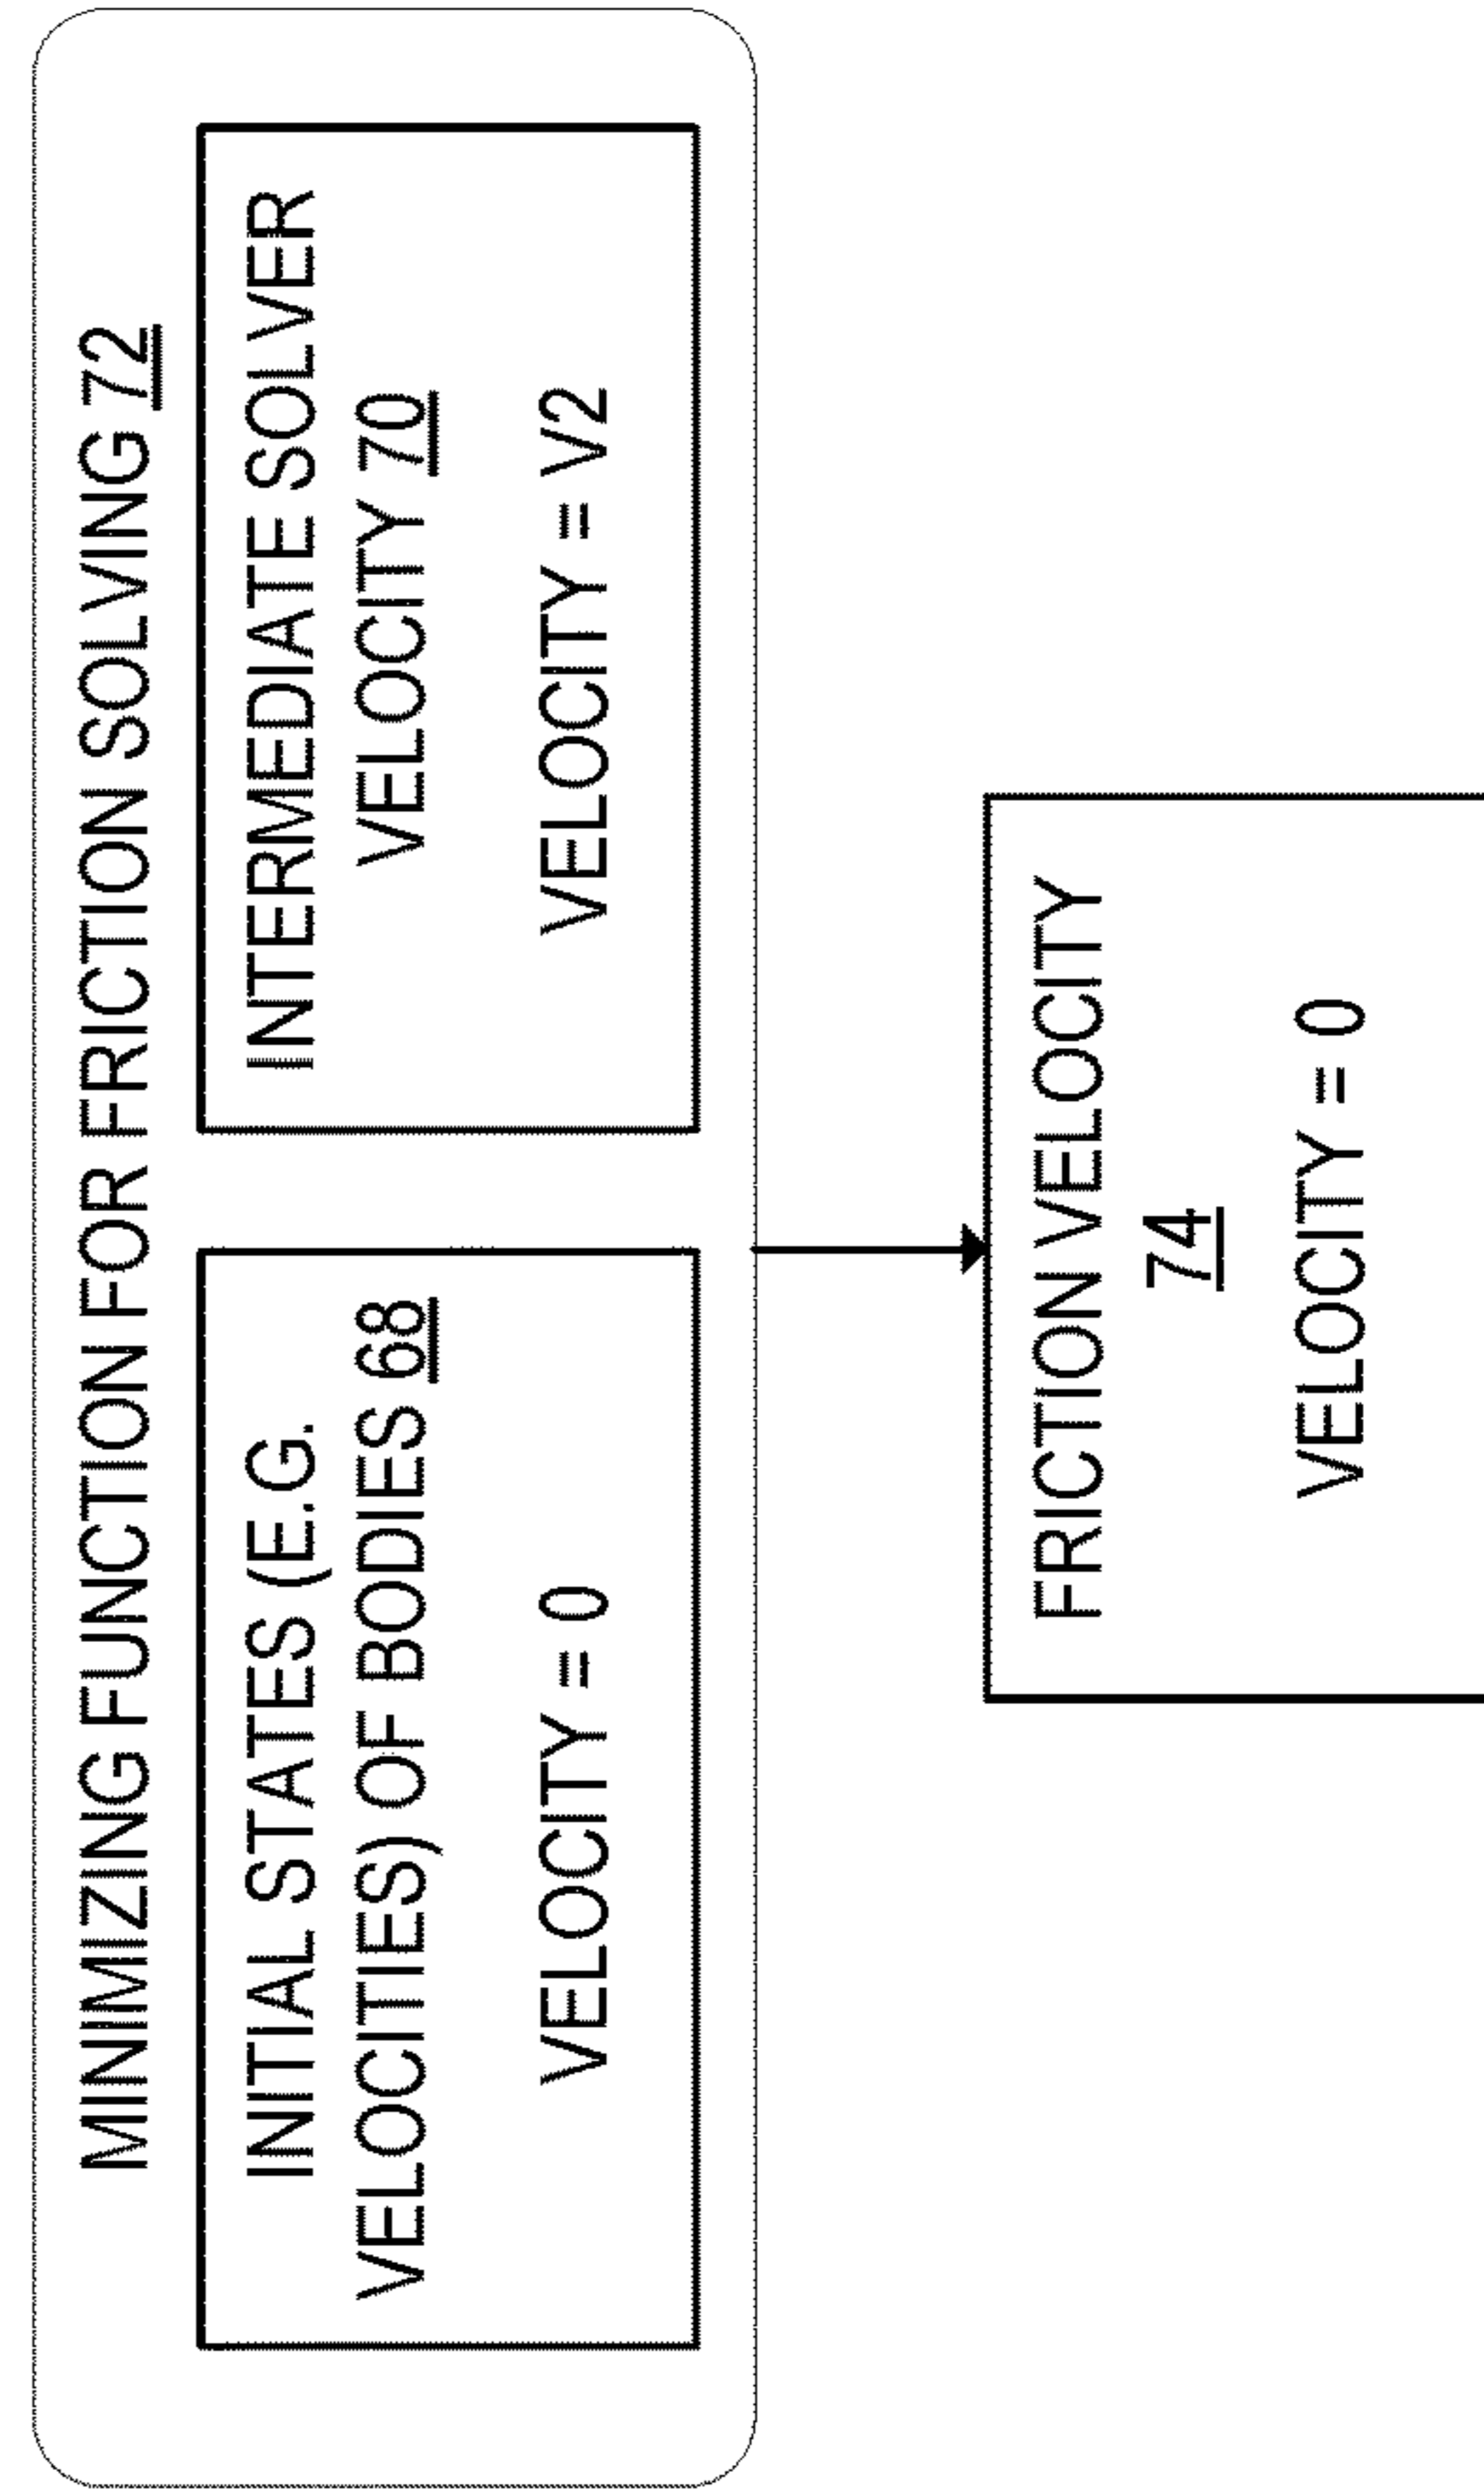 MINIMIZING FUNCTION FOR FRICTION SOLVING 72
INITIAL STATES (E.G.
VELOCITIES) OF BODIES 68
VELOCITY = 0
INTERMEDIATE SOLVER
VELOCITY 70
VELOCITY = V2
FRICTION VELOCITY
74
VELOCITY = 0